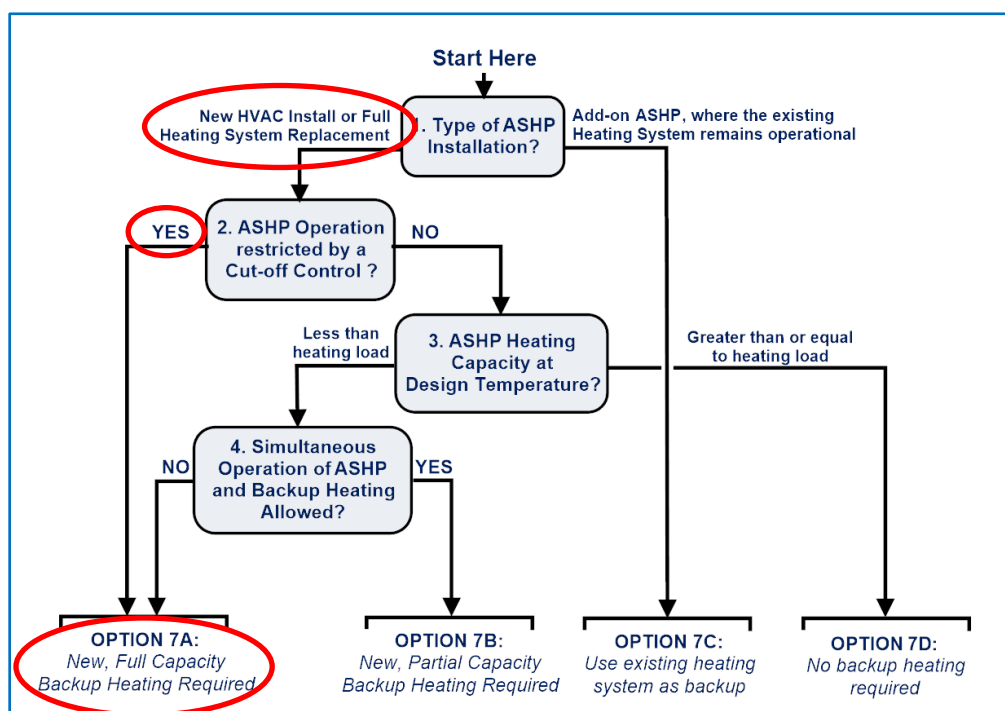 Start Here
New HVAC Install or Full
Heating System Replacement
1. Type of ASHP
Installation?
Add-on ASHP, where the existing
Heating System remains operational
YES
2. ASHP Operation
restricted by a
Cut-off Control ?
NO
Less than
heating load
3. ASHP Heating
Capacity at
Design Temperature?
Greater than or equal
to heating load
NO
4. Simultaneous
Operation of ASHP
and Backup Heating
Allowed?
YES
OPTION 7A:
New, Full Capacity
Backup Heating Required
OPTION 7B:
New, Partial Capacity
Backup Heating Required
OPTION 7C:
Use existing heating
system as backup
OPTION 7D:
No backup heating
required